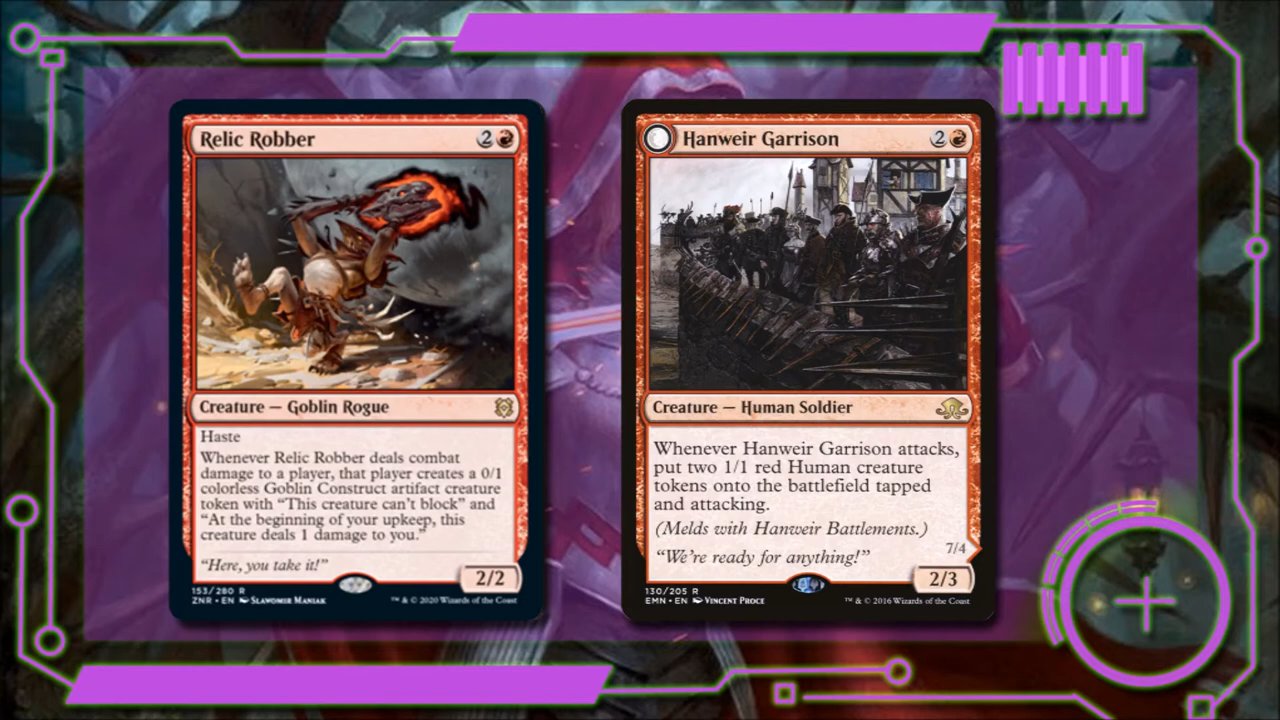 Relic Robber 2
Creature — Goblin Rogue
Haste
Whenever Relic Robber deals combat
damage to a player, that player creates a 0/1
colorless Goblin Construct artifact creature
token with “This creature can’t block” and
“At the beginning of your upkeep, this
creature deals 1 damage to you.”
“Here, you take it!”
2/2
153/280 R
ZNR • EN Slawomir Maniak ™ & © 2020 Wizards of the Coast
Hanweir Garrison 2
Creature — Human Soldier
Whenever Hanweir Garrison attacks,
put two 1/1 red Human creature
tokens onto the battlefield tapped
and attacking.
(Melds with Hanweir Battlements.)
“We’re ready for anything!” 7/4
2/3
130/205 R
EMN • EN Vincent Proce ™ & © 2016 Wizards of the Coast